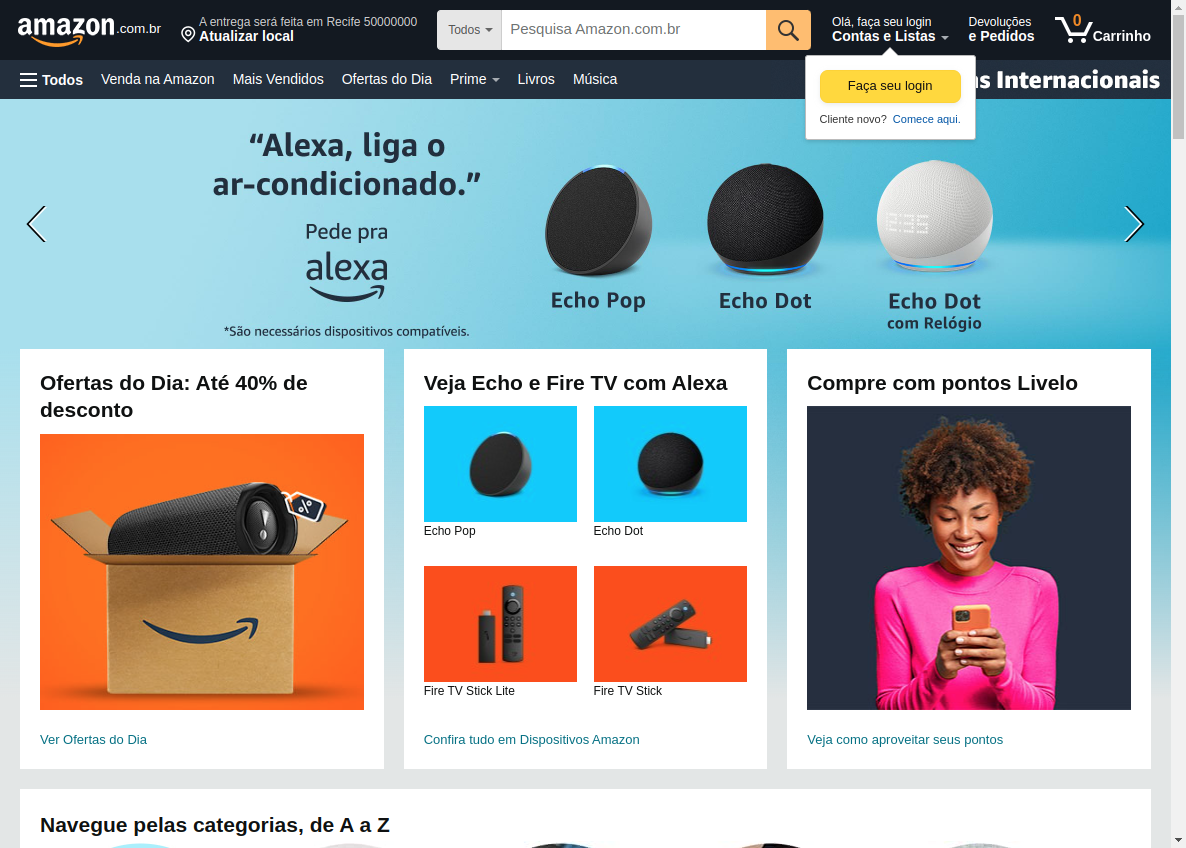 amazon.com.br
A entrega será feita em Recife 50000000
Atualizar local
Todos
Pesquisa Amazon.com.br
Olá, faça seu login
Contas e Listas
Devoluções
e Pedidos
0
Carrinho
Todos
Venda na Amazon
Mais Vendidos
Ofertas do Dia
Prime
Livros
Música
Internacionais
Faça seu login
Cliente novo? Comece aqui.
“Alexa, liga o
ar-condicionado.”
Pede pra
alexa
*São necessários dispositivos compatíveis.
Echo Pop
Echo Dot
Echo Dot
com Relógio
Ofertas do Dia: Até 40% de
desconto
%
Ver Ofertas do Dia
Veja Echo e Fire TV com Alexa
Echo Pop
Echo Dot
Fire TV Stick Lite
Fire TV Stick
Confira tudo em Dispositivos Amazon
Compre com pontos Livelo
Veja como aproveitar seus pontos
Navegue pelas categorias, de A a Z